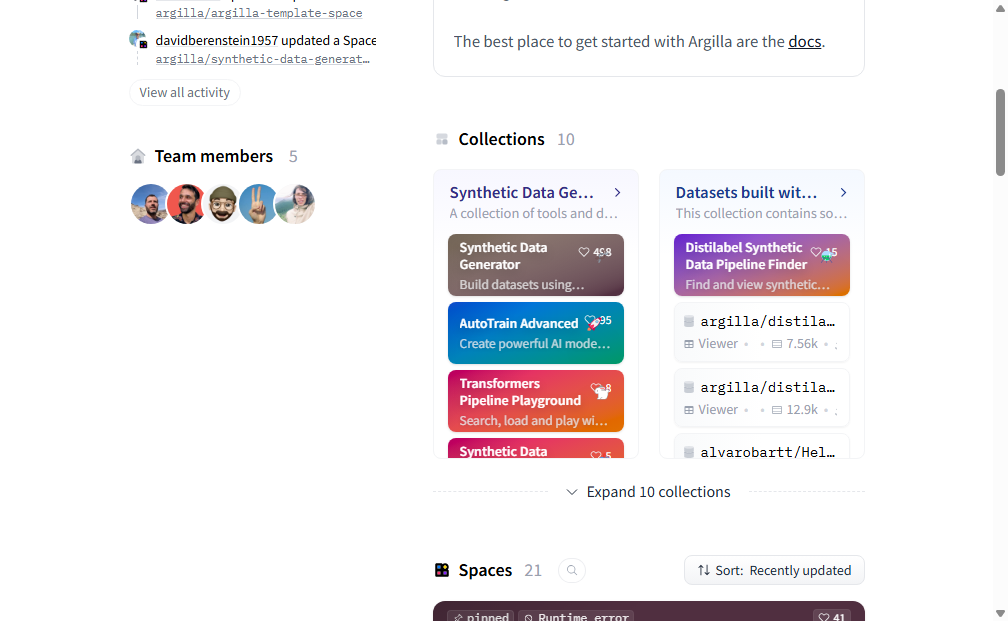 argilla/argilla-template-space
davidberenstein1957 updated a Space
argilla/synthetic-data-generat…
View all activity
Team members 5
The best place to get started with Argilla are the docs.
Collections 10
Synthetic Data Ge…
A collection of tools and d…
Synthetic Data
Generator
498
Build datasets using…
AutoTrain Advanced
95
Create powerful AI mode…
Transformers
Pipeline Playground
8
Search, load and play wi…
Synthetic Data
5
Datasets built wit…
This collection contains so…
Distilabel Synthetic
Data Pipeline Finder
15
Find and view synthetic…
argilla/distila…
Viewer • • 7.56k •
argilla/distila…
Viewer • • 12.9k •
alvarobartt/Hel…
Expand 10 collections
Spaces 21
Sort: Recently updated
pinned Runtime error 41